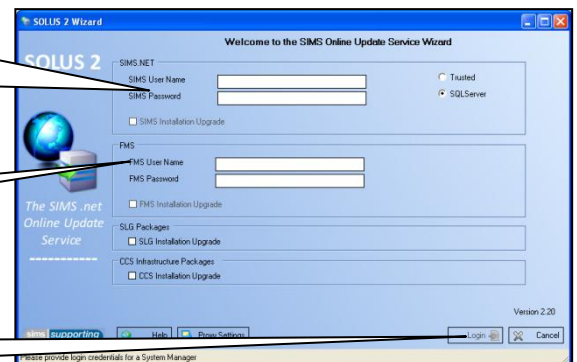 SOLUS 2 Wizard
Welcome to the SIMS Online Update Service Wizard
SOLUS 2
SIMS.NET
SIMS User Name
SIMS Password
Trusted
SQLServer
SIMS Installation Upgrade
FMS
FMS User Name
FMS Password
FMS Installation Upgrade
The SIMS .net
Online Update
Service
-----------
SLG Packages
SLG Installation Upgrade
CCS Infrastructure Packages
CCS Installation Upgrade
Version 2.20
sims supporting
Help
Proxy Settings
Login
Cancel
Please provide login credentials for a System Manager